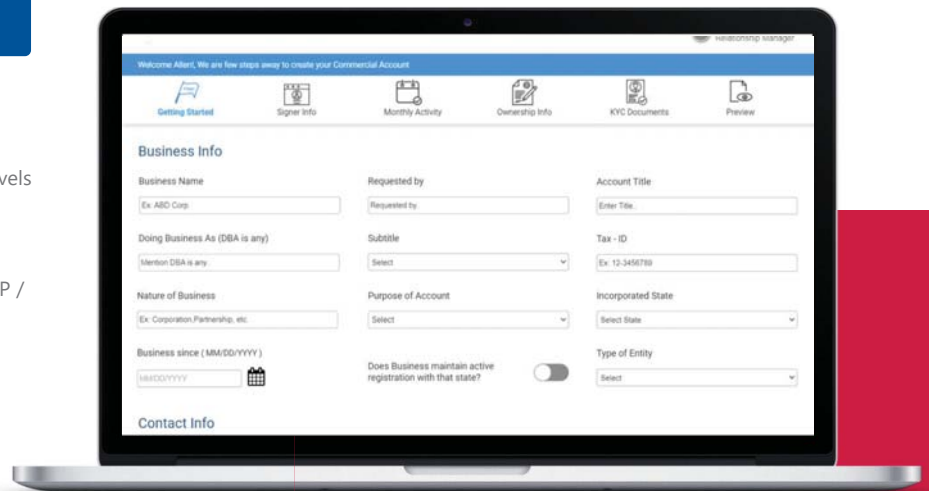 vels
P /
Relationship Manager
Welcome Allent, We are few steps away to create your Commercial Account
Getting Started Signer Info Monthly Activity Ownership Info KYC Documents Preview
Business Info
Business Name Requested by Account Title
Ex: ABD Corp Requested by Enter Title..
Doing Business As (DBA is any) Subtitle Tax - ID
Mention DBA is any Select Ex: 12-3456789
Nature of Business Purpose of Account Incorporated State
Ex: Corporation,Partnership, etc. Select Select State
Business since ( MM/DD/YYYY ) Does Business maintain active registration with that state? Type of Entity
MM/DD/YYYY Select
Contact Info